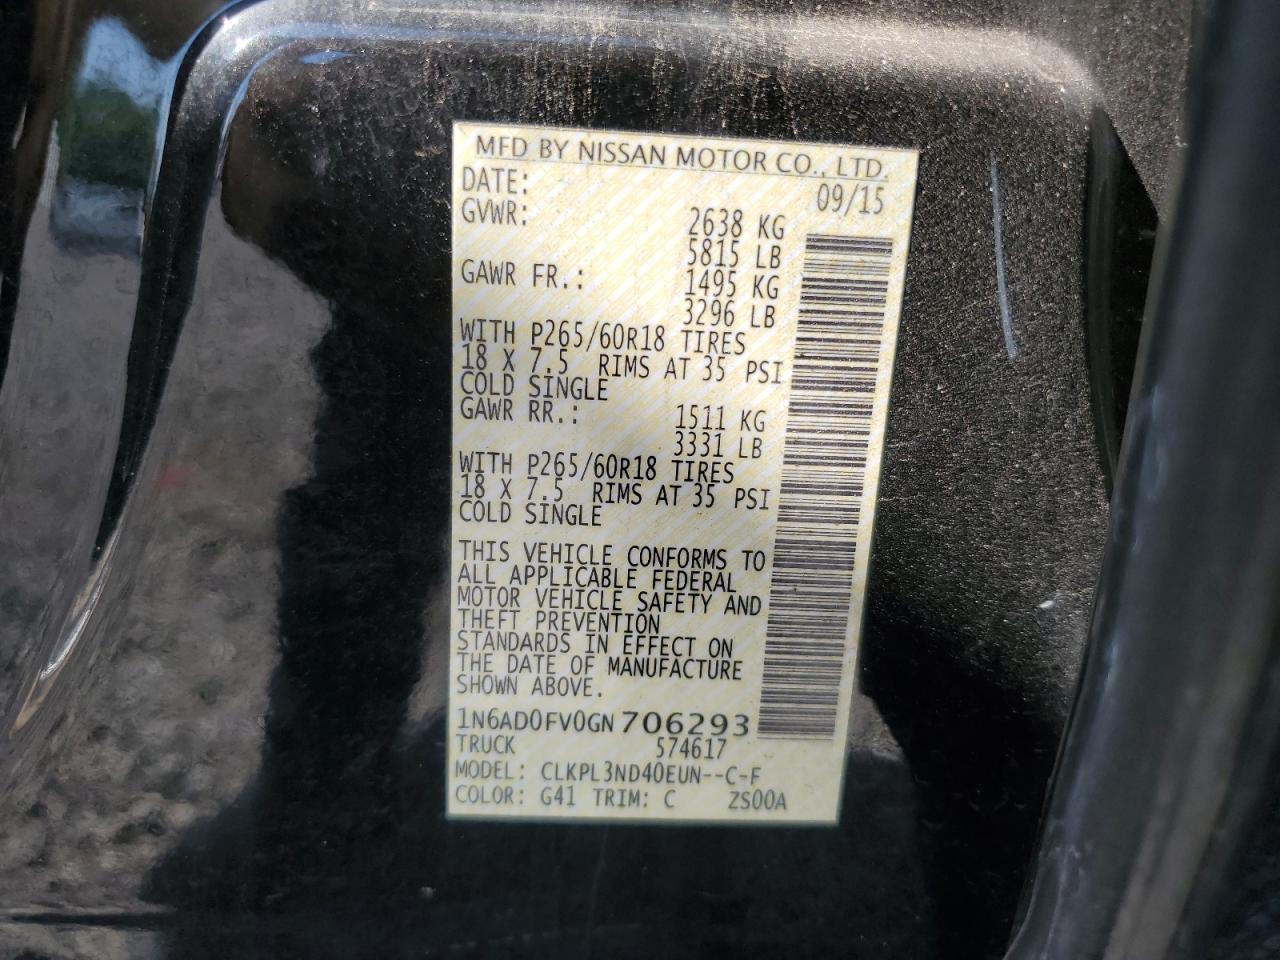 MFD BY NISSAN MOTOR CO., LTD.
DATE: 09/15
GVWR: 2638 KG
5815 LB
GAWR FR.: 1495 KG
3296 LB
WITH P265/60R18 TIRES
18 X 7.5 RIMS AT 35 PSI
COLD SINGLE
GAWR RR.: 1511 KG
3331 LB
WITH P265/60R18 TIRES
18 X 7.5 RIMS AT 35 PSI
COLD SINGLE
THIS VEHICLE CONFORMS TO
ALL APPLICABLE FEDERAL
MOTOR VEHICLE SAFETY AND
THEFT PREVENTION
STANDARDS IN EFFECT ON
THE DATE OF MANUFACTURE
SHOWN ABOVE.
1N6AD0FV0GN706293
TRUCK 574617
MODEL: CLKPL3ND40EUN--C-F
COLOR: G41 TRIM: C ZS00A